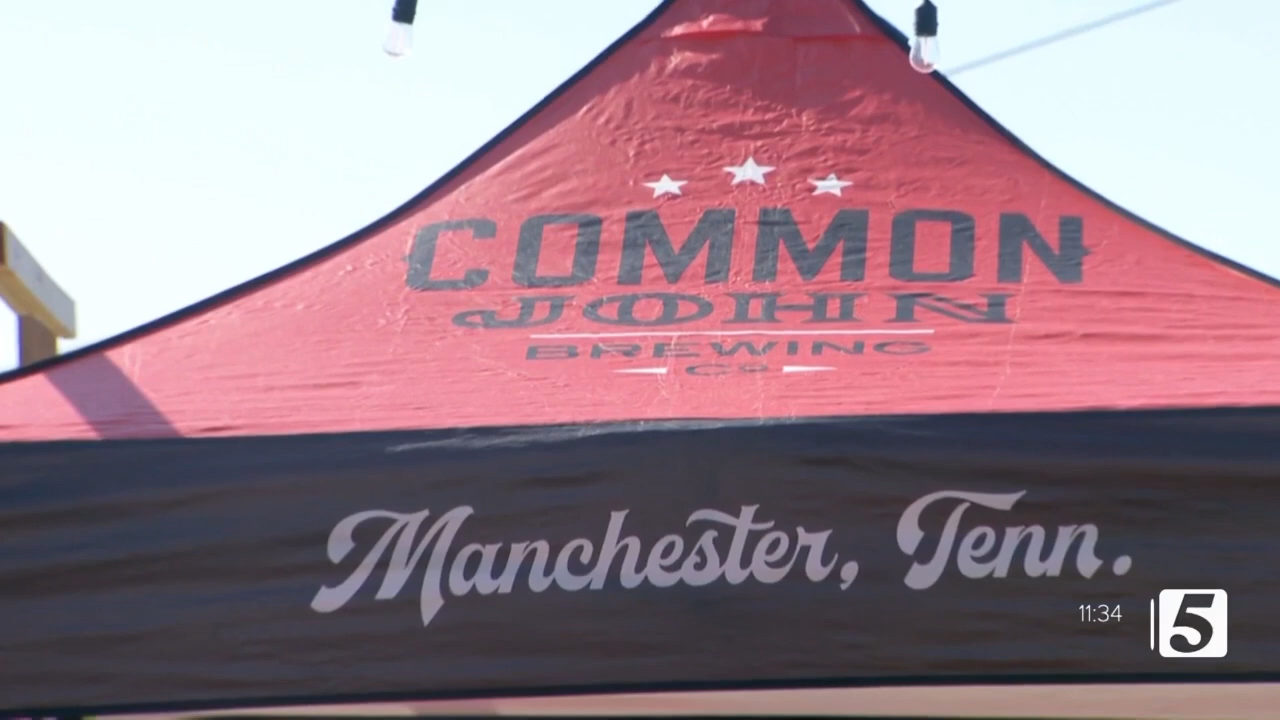 COMMON
JOHN
BREWING
Co
Manchester, Tenn.
11:34
5